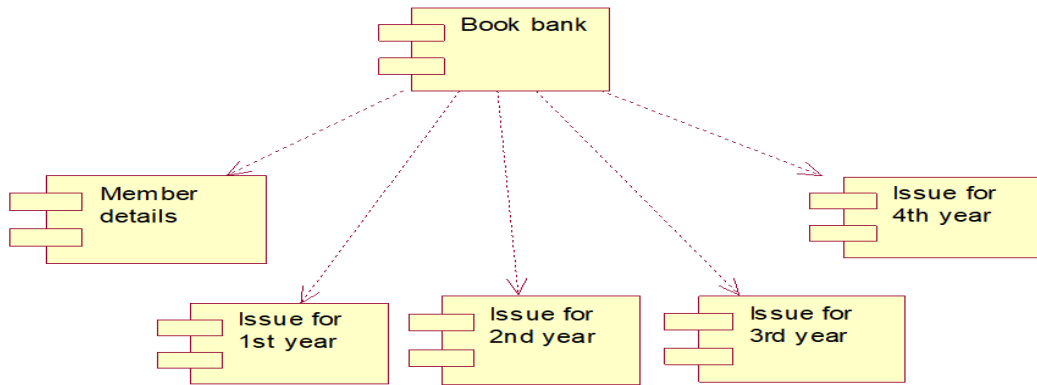 Book bank
Member
details
Issue for
4th year
Issue for
1st year
Issue for
2nd year
Issue for
3rd year